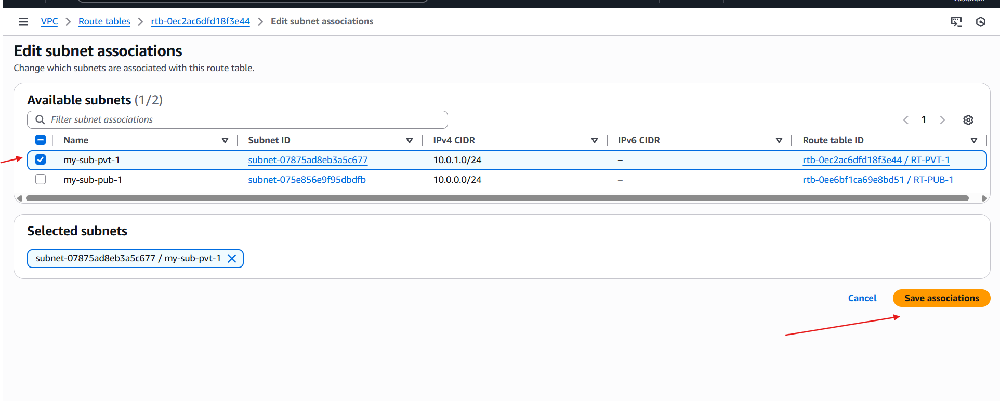 VPC > Route tables > rtb-0ec2ac6dfd18f3e44 > Edit subnet associations
Edit subnet associations
Change which subnets are associated with this route table.
Available subnets (1/2)
Filter subnet associations
1
Name Subnet ID IPv4 CIDR IPv6 CIDR Route table ID
my-sub-pvt-1 subnet-07875ad8eb3a5c677 10.0.1.0/24 – rtb-0ec2ac6dfd18f3e44 / RT-PVT-1
my-sub-pub-1 subnet-075e856e9f95dbdfb 10.0.0.0/24 – rtb-0ee6bf1ca69e8bd51 / RT-PUB-1
Selected subnets
subnet-07875ad8eb3a5c677 / my-sub-pvt-1
Cancel Save associations